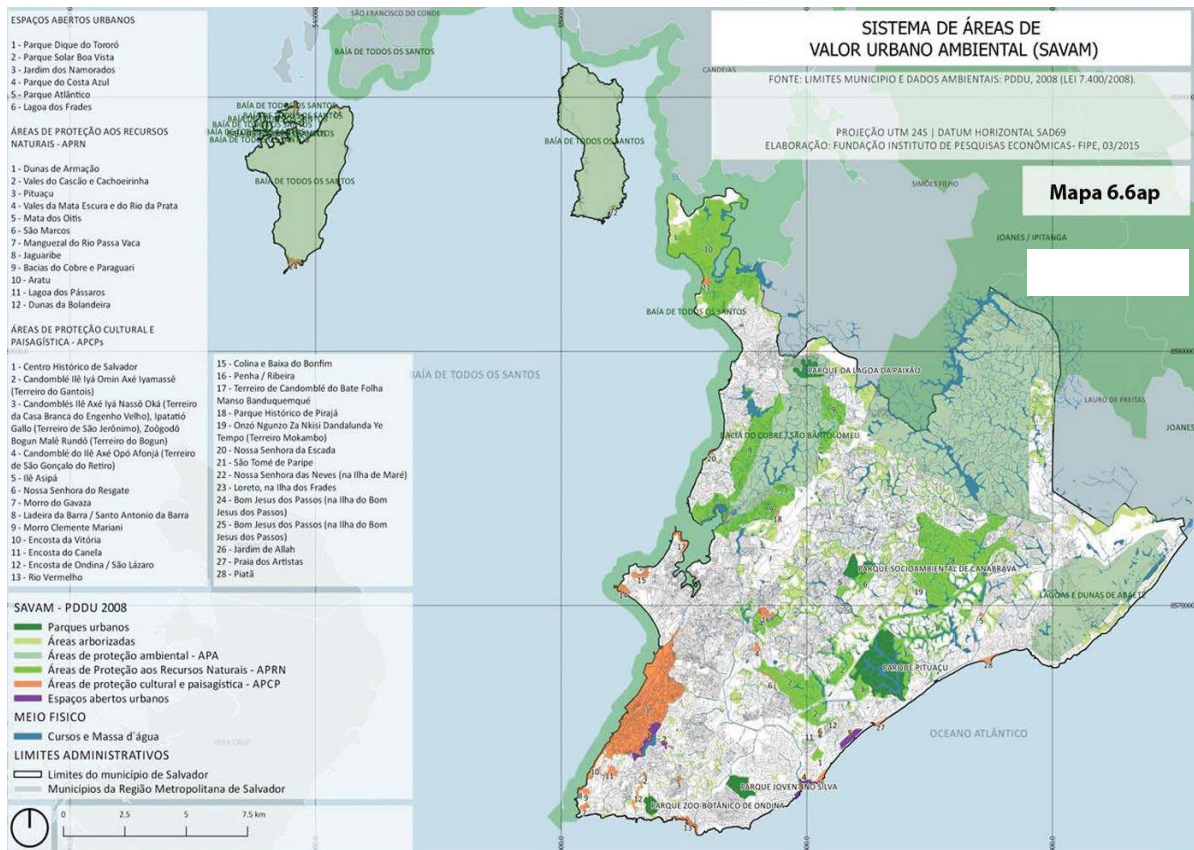 ESPAÇOS ABERTOS URBANOS
1 - Parque Dique do Tororó
2 - Parque Solar Boa Vista
3 - Jardim dos Namorados
4 - Parque do Costa Azul
5 - Parque Atlântico
6 - Lagoa dos Frades
ÁREAS DE PROTEÇÃO AOS RECURSOS
NATURAIS - APRN
1 - Dunas de Armação
2 - Vales do Cascão e Cachoeirinha
3 - Pituaçu
4 - Vales da Mata Escura e do Rio da Prata
5 - Mata dos Oitis
6 - São Marcos
7 - Manguezal do Rio Passa Vaca
8 - Jaguaribe
9 - Bacias do Cobre e Paraguari
10 - Aratu
11 - Lagoa dos Pássaros
12 - Dunas da Bolandeira
ÁREAS DE PROTEÇÃO CULTURAL E
PAISAGÍSTICA - APCPs
1 - Centro Histórico de Salvador
2 - Candomblé Ilê Iyá Omin Axé Iyamassê
(Terreiro do Gantois)
3 - Candomblés Ilê Axé Iyá Nassô Oká (Terreiro
da Casa Branca do Engenho Velho), Ipatatió
Gallo (Terreiro de São Jerônimo), Zoôgodô
Bogun Malê Rundô (Terreiro do Bogun)
4 - Candomblé do Ilê Axé Opó Afonjá (Terreiro
de São Gonçalo do Retiro)
5 - Ilê Asipá
6 - Nossa Senhora do Resgate
7 - Morro do Gavaza
8 - Ladeira da Barra / Santo Antonio da Barra
9 - Morro Clemente Mariani
10 - Encosta da Vitória
11 - Encosta do Canela
12 - Encosta de Ondina / São Lázaro
13 - Rio Vermelho
15 - Colina e Baixa do Bonfim
16 - Penha / Ribeira
17 - Terreiro de Candomblé do Bate Folha
Manso Banduquemqué
18 - Parque Histórico de Pirajá
19 - Onzó Ngunzo Za Nkisi Dandalunda Ye
Tempo (Terreiro Mokambo)
20 - Nossa Senhora da Escada
21 - São Tomé de Paripe
22 - Nossa Senhora das Neves (na Ilha de Maré)
23 - Loreto, na Ilha dos Frades
24 - Bom Jesus dos Passos (na Ilha do Bom
Jesus dos Passos)
25 - Bom Jesus dos Passos (na Ilha do Bom
Jesus dos Passos)
26 - Jardim de Allah
27 - Praia dos Artistas
28 - Piatã
SAVAM - PDDU 2008
Parques urbanos
Áreas arborizadas
Áreas de proteção ambiental - APA
Áreas de Proteção aos Recursos Naturais - APRN
Áreas de proteção cultural e paisagística - APCP
Espaços abertos urbanos
MEIO FISICO
Cursos e Massa d'água
LIMITES ADMINISTRATIVOS
Limites do município de Salvador
Municípios da Região Metropolitana de Salvador
0 2.5 5 7.5 km
SISTEMA DE ÁREAS DE
VALOR URBANO AMBIENTAL (SAVAM)
FONTE: LIMITES MUNICIPIO E DADOS AMBIENTAIS: PDDU, 2008 (LEI 7.400/2008).
PROJEÇÃO UTM 24S | DATUM HORIZONTAL SAD69
ELABORAÇÃO: FUNDAÇÃO INSTITUTO DE PESQUISAS ECONÔMICAS- FIPE, 03/2015
Mapa 6.6ap
SÃO FRANCISCO DO CONDE
BAÍA DE TODOS OS SANTOS
CANDEIAS
BAÍA DE TODOS OS SANTOS
BAÍA DE TODOS OS SANTOS
BAÍA DE TODOS OS SANTOS
SIMÕES FILHO
JOANES / IPITANGA
BAÍA DE TODOS OS SANTOS
BAÍA DE TODOS OS SANTOS
PARQUE DA LAGOA DA PAIXÃO
LAURO DE FREITAS
JOANES
BACIA DO COBRE / SÃO BARTOLOMEU
PARQUE SOCIOAMBIENTAL DE CANABRAVA
LAGOAS E DUNAS DE ABAETÉ
PARQUE PITUAÇU
OCEANO ATLÂNTICO
PARQUE JOVENTINO SILVA
PARQUE ZOO-BOTÂNICO DE ONDINA
VERA CRUZ